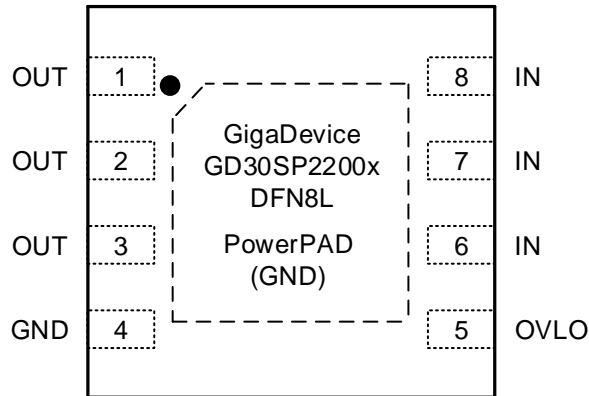 OUT 1 8 IN
GigaDevice
OUT 2 GD30SP2200x 7 IN
DFN8L
OUT 3 PowerPAD 6 IN
(GND)
GND 4 5 OVLO